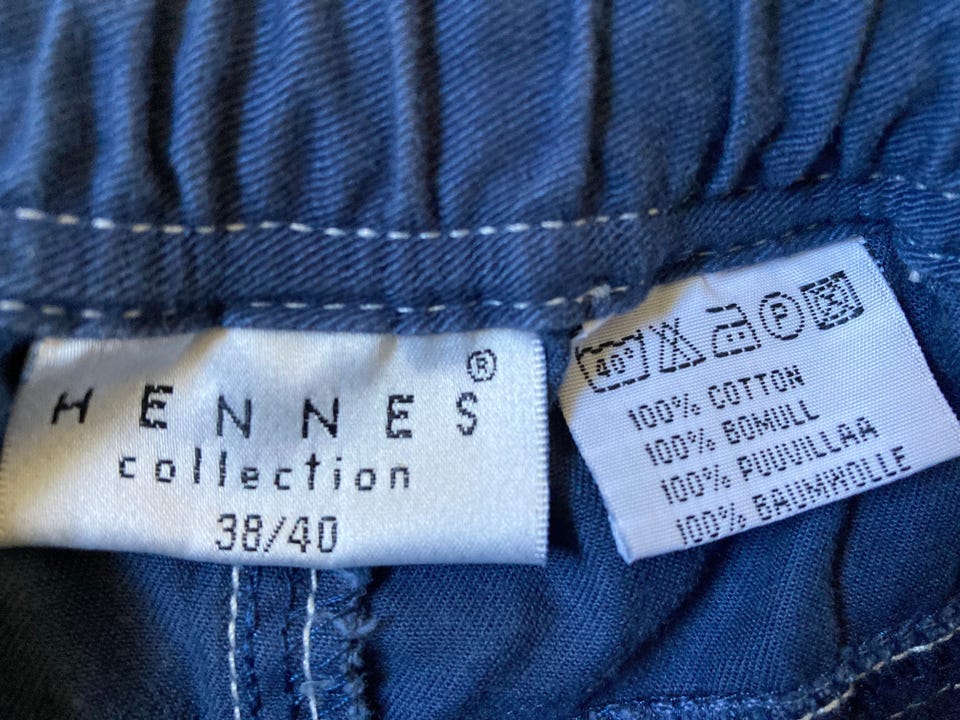 HENNES®
collection
38/40
40°
P
100% COTTON
100% BOMULL
100% PUUVILLAA
100% BAUMWOLLE